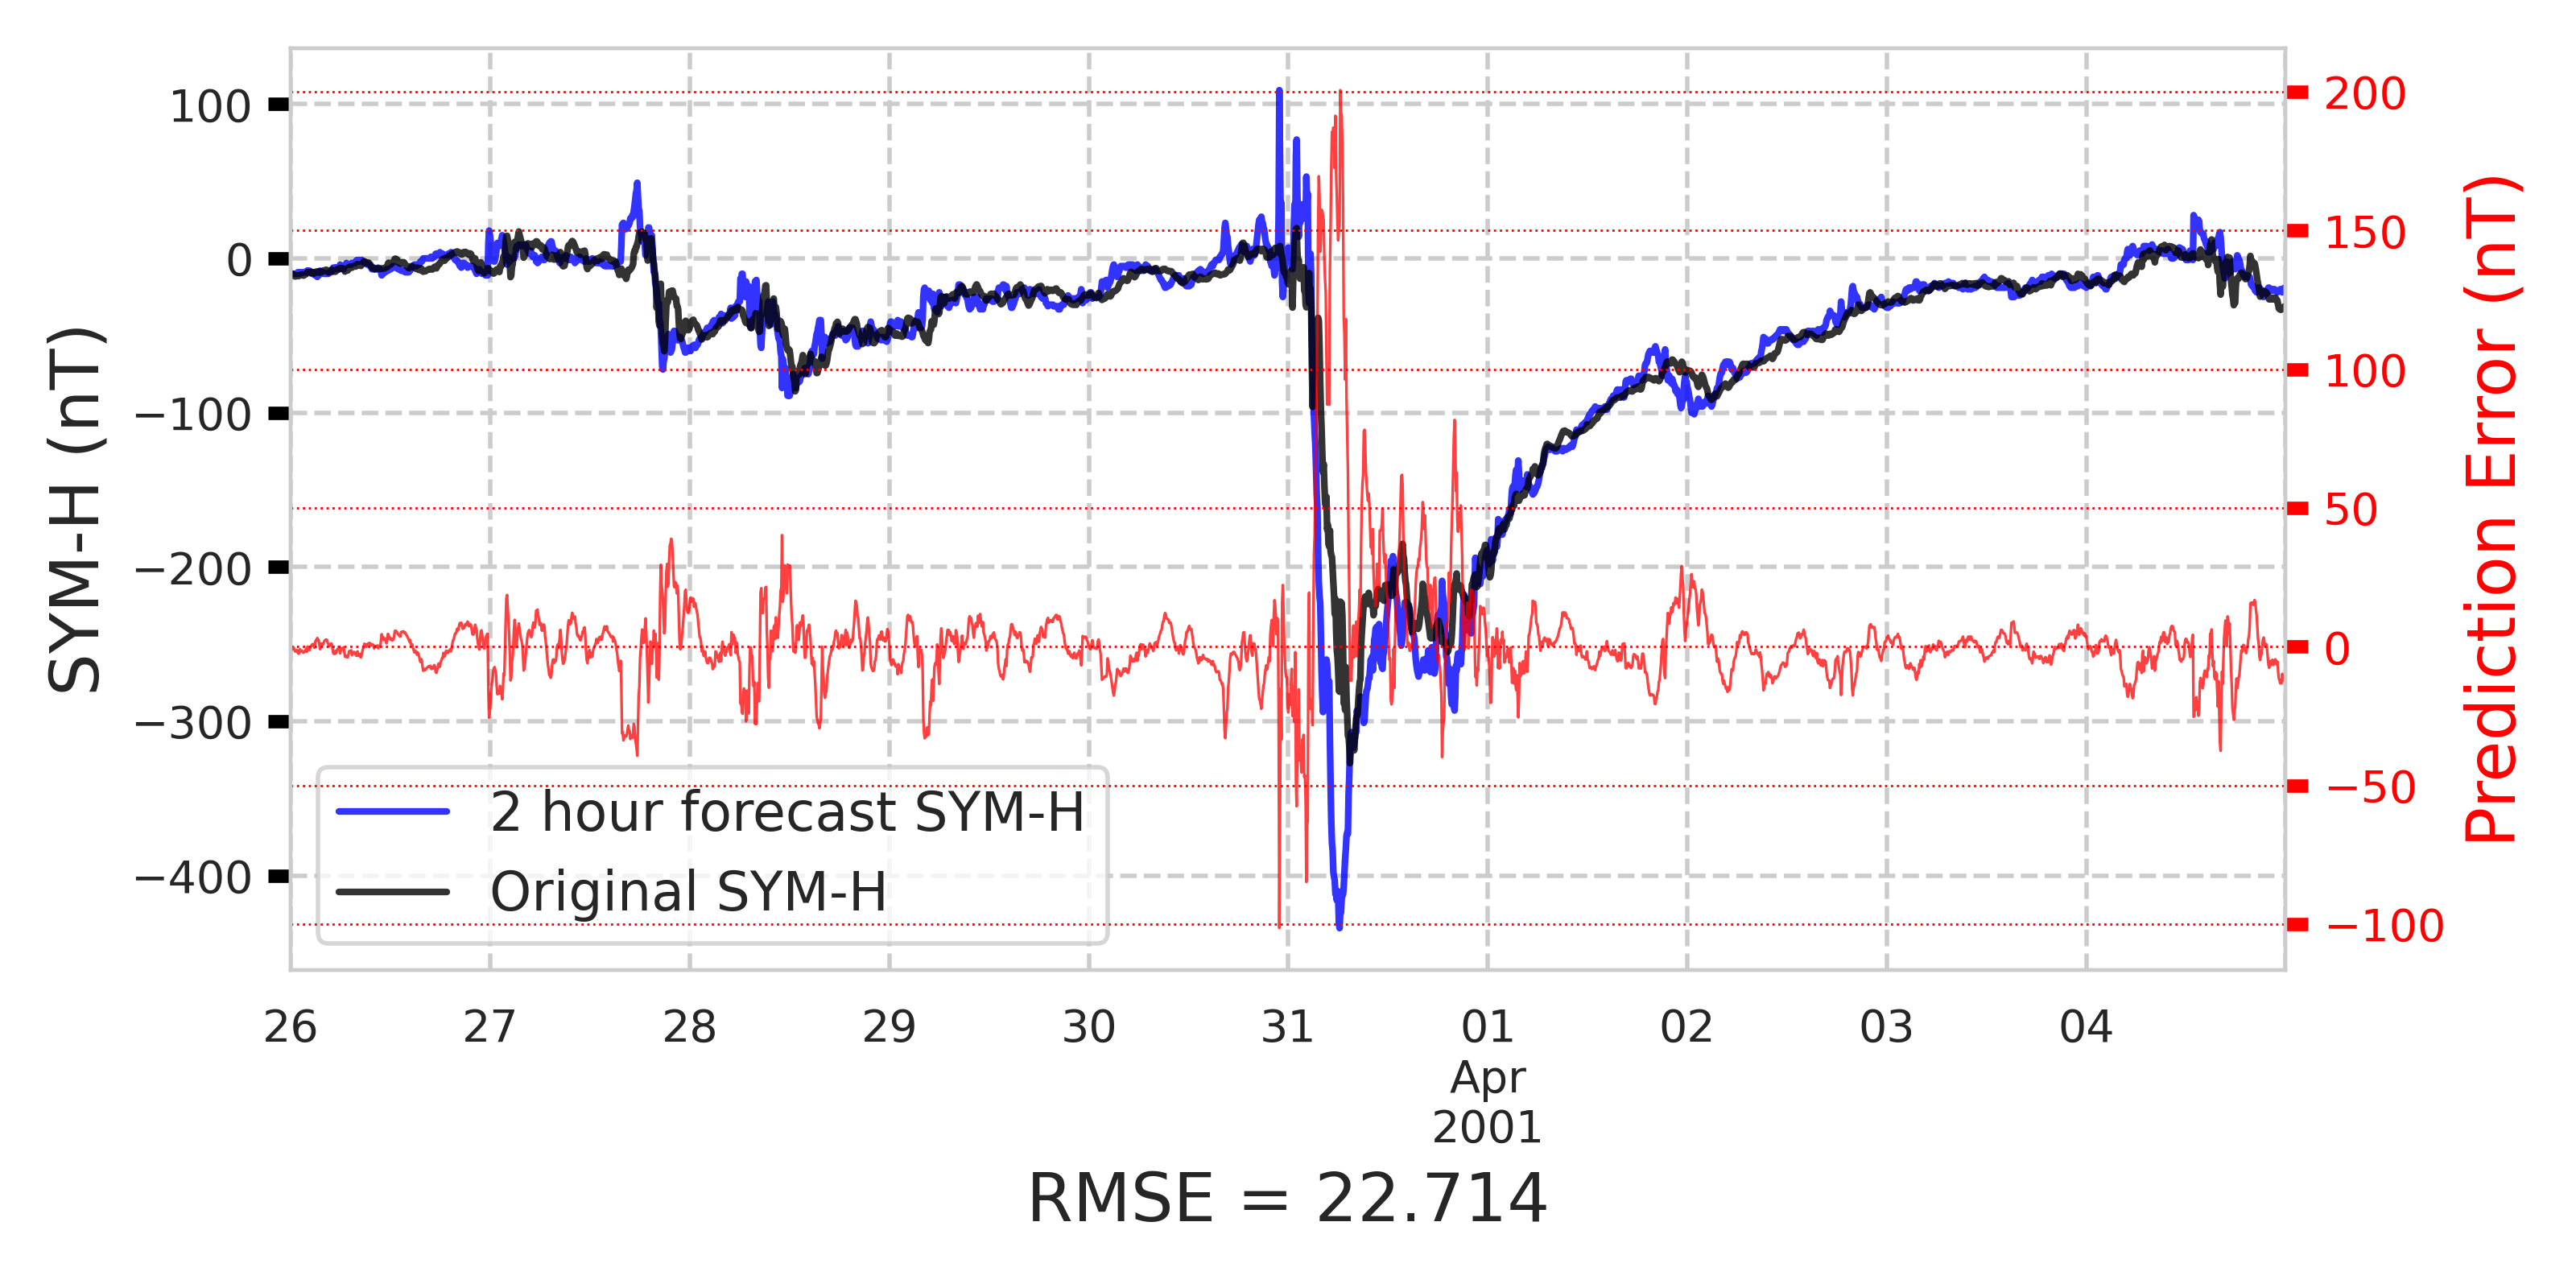 SYM-H (nT)
100
0
−100
−200
−300
−400
200
150
100
50
0
−50
−100
Prediction Error (nT)
2 hour forecast SYM-H
Original SYM-H
26 27 28 29 30 31 01 02 03 04
Apr
2001
RMSE = 22.714